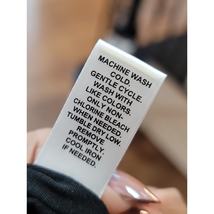 MACHINE WASH
COLD.
GENTLE CYCLE.
WASH WITH
LIKE COLORS.
ONLY NON-
CHLORINE BLEACH
WHEN NEEDED.
TUMBLE DRY LOW.
REMOVE
PROMPTLY.
COOL IRON
IF NEEDED.